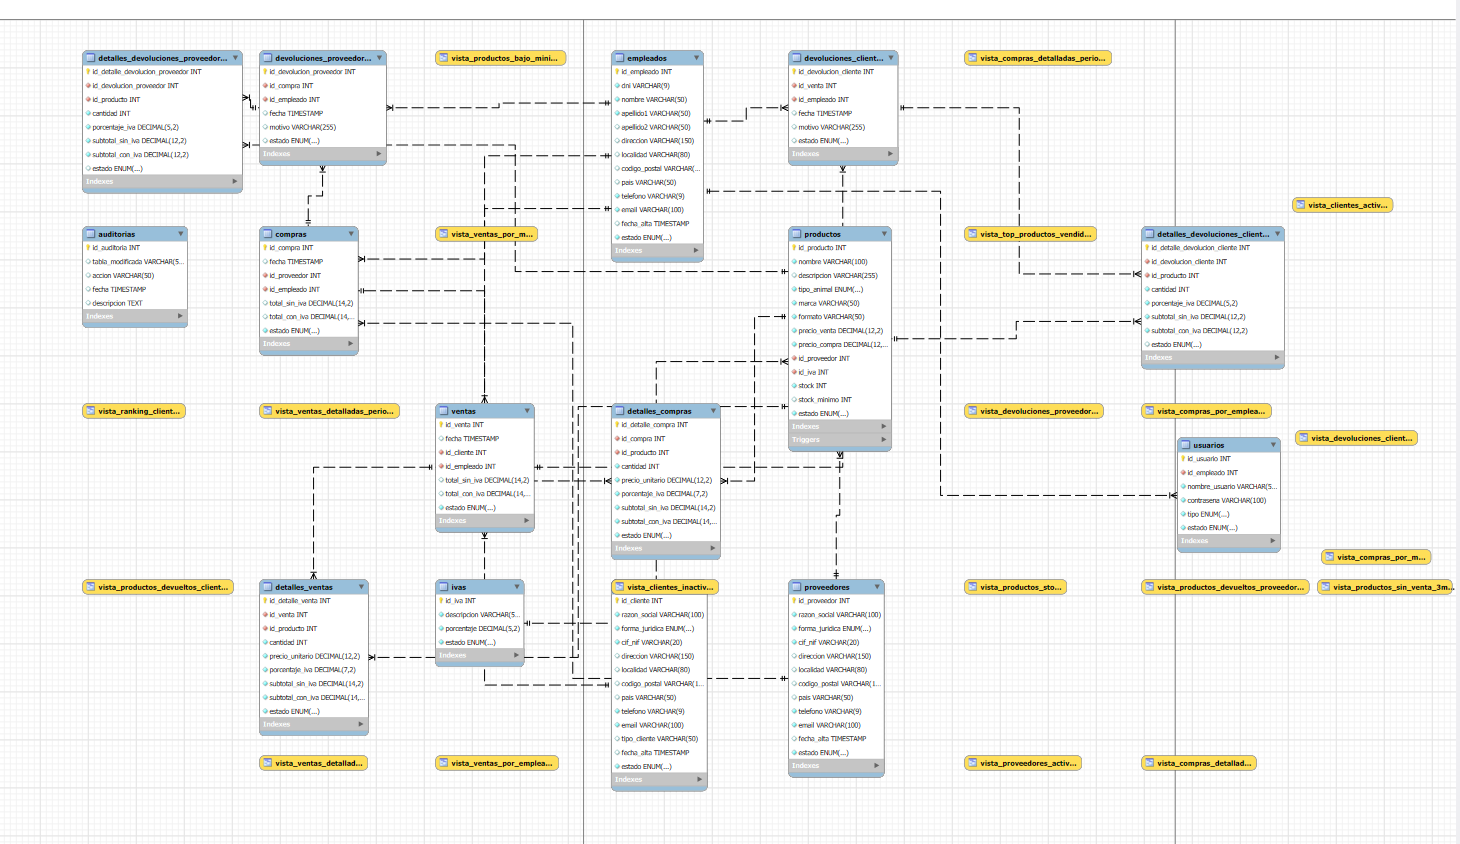 detalles_devoluciones_proveedor...
id_detalle_devolucion_proveedor INT
id_devolucion_proveedor INT
id_producto INT
cantidad INT
porcentaje_iva DECIMAL(5,2)
subtotal_sin_iva DECIMAL(12,2)
subtotal_con_iva DECIMAL(12,2)
estado ENUM(...)
Indexes
devoluciones_proveedor...
id_devolucion_proveedor INT
id_compra INT
id_empleado INT
fecha TIMESTAMP
motivo VARCHAR(255)
estado ENUM(...)
Indexes
vista_productos_bajo_mini...
empleados
id_empleado INT
dni VARCHAR(9)
nombre VARCHAR(50)
apellido1 VARCHAR(50)
apellido2 VARCHAR(50)
direccion VARCHAR(150)
localidad VARCHAR(80)
codigo_postal VARCHAR(...
pais VARCHAR(50)
telefono VARCHAR(9)
email VARCHAR(100)
fecha_alta TIMESTAMP
estado ENUM(...)
Indexes
devoluciones_client...
id_devolucion_cliente INT
id_venta INT
id_empleado INT
fecha TIMESTAMP
motivo VARCHAR(255)
estado ENUM(...)
Indexes
vista_compras_detalladas_perio...
vista_clientes_activ...
auditorias
id_auditoria INT
tabla_modificada VARCHAR(5...
accion VARCHAR(50)
fecha TIMESTAMP
descripcion TEXT
Indexes
compras
id_compra INT
fecha TIMESTAMP
id_proveedor INT
id_empleado INT
total_sin_iva DECIMAL(14,2)
total_con_iva DECIMAL(14,...
estado ENUM(...)
Indexes
vista_ventas_por_m...
productos
id_producto INT
nombre VARCHAR(100)
descripcion VARCHAR(255)
tipo_animal ENUM(...)
marca VARCHAR(50)
formato VARCHAR(50)
precio_venta DECIMAL(12,2)
precio_compra DECIMAL(12,...
id_proveedor INT
id_iva INT
stock INT
stock_minimo INT
estado ENUM(...)
Indexes
Triggers
vista_top_productos_vendid...
detalles_devoluciones_client...
id_detalle_devolucion_cliente INT
id_devolucion_cliente INT
id_producto INT
cantidad INT
porcentaje_iva DECIMAL(5,2)
subtotal_sin_iva DECIMAL(12,2)
subtotal_con_iva DECIMAL(12,2)
estado ENUM(...)
Indexes
vista_ranking_client...
vista_ventas_detalladas_perio...
ventas
id_venta INT
fecha TIMESTAMP
id_cliente INT
id_empleado INT
total_sin_iva DECIMAL(14,2)
total_con_iva DECIMAL(14,...
estado ENUM(...)
Indexes
detalles_compras
id_detalle_compra INT
id_compra INT
id_producto INT
cantidad INT
precio_unitario DECIMAL(12,2)
porcentaje_iva DECIMAL(7,2)
subtotal_sin_iva DECIMAL(14,2)
subtotal_con_iva DECIMAL(14,...
estado ENUM(...)
Indexes
vista_devoluciones_proveedor...
vista_compras_por_emplea...
vista_devoluciones_client...
usuarios
id_usuario INT
id_empleado INT
nombre_usuario VARCHAR(5...
contrasena VARCHAR(100)
tipo ENUM(...)
estado ENUM(...)
Indexes
vista_compras_por_m...
vista_productos_devueltos_client...
detalles_ventas
id_detalle_venta INT
id_venta INT
id_producto INT
cantidad INT
precio_unitario DECIMAL(12,2)
porcentaje_iva DECIMAL(7,2)
subtotal_sin_iva DECIMAL(14,2)
subtotal_con_iva DECIMAL(14,...
estado ENUM(...)
Indexes
ivas
id_iva INT
descripcion VARCHAR(5...
porcentaje DECIMAL(5,2)
estado ENUM(...)
Indexes
vista_clientes_inactiv...
id_cliente INT
razon_social VARCHAR(100)
forma_juridica ENUM(...)
cif_nif VARCHAR(20)
direccion VARCHAR(150)
localidad VARCHAR(80)
codigo_postal VARCHAR(1...
pais VARCHAR(50)
telefono VARCHAR(9)
email VARCHAR(100)
tipo_cliente VARCHAR(50)
fecha_alta TIMESTAMP
estado ENUM(...)
Indexes
proveedores
id_proveedor INT
razon_social VARCHAR(100)
forma_juridica ENUM(...)
cif_nif VARCHAR(20)
direccion VARCHAR(150)
localidad VARCHAR(80)
codigo_postal VARCHAR(1...
pais VARCHAR(50)
telefono VARCHAR(9)
email VARCHAR(100)
fecha_alta TIMESTAMP
estado ENUM(...)
Indexes
vista_productos_sto...
vista_productos_devueltos_proveedor...
vista_productos_sin_venta_3m...
vista_ventas_detallad...
vista_ventas_por_emplea...
vista_proveedores_activ...
vista_compras_detallad...